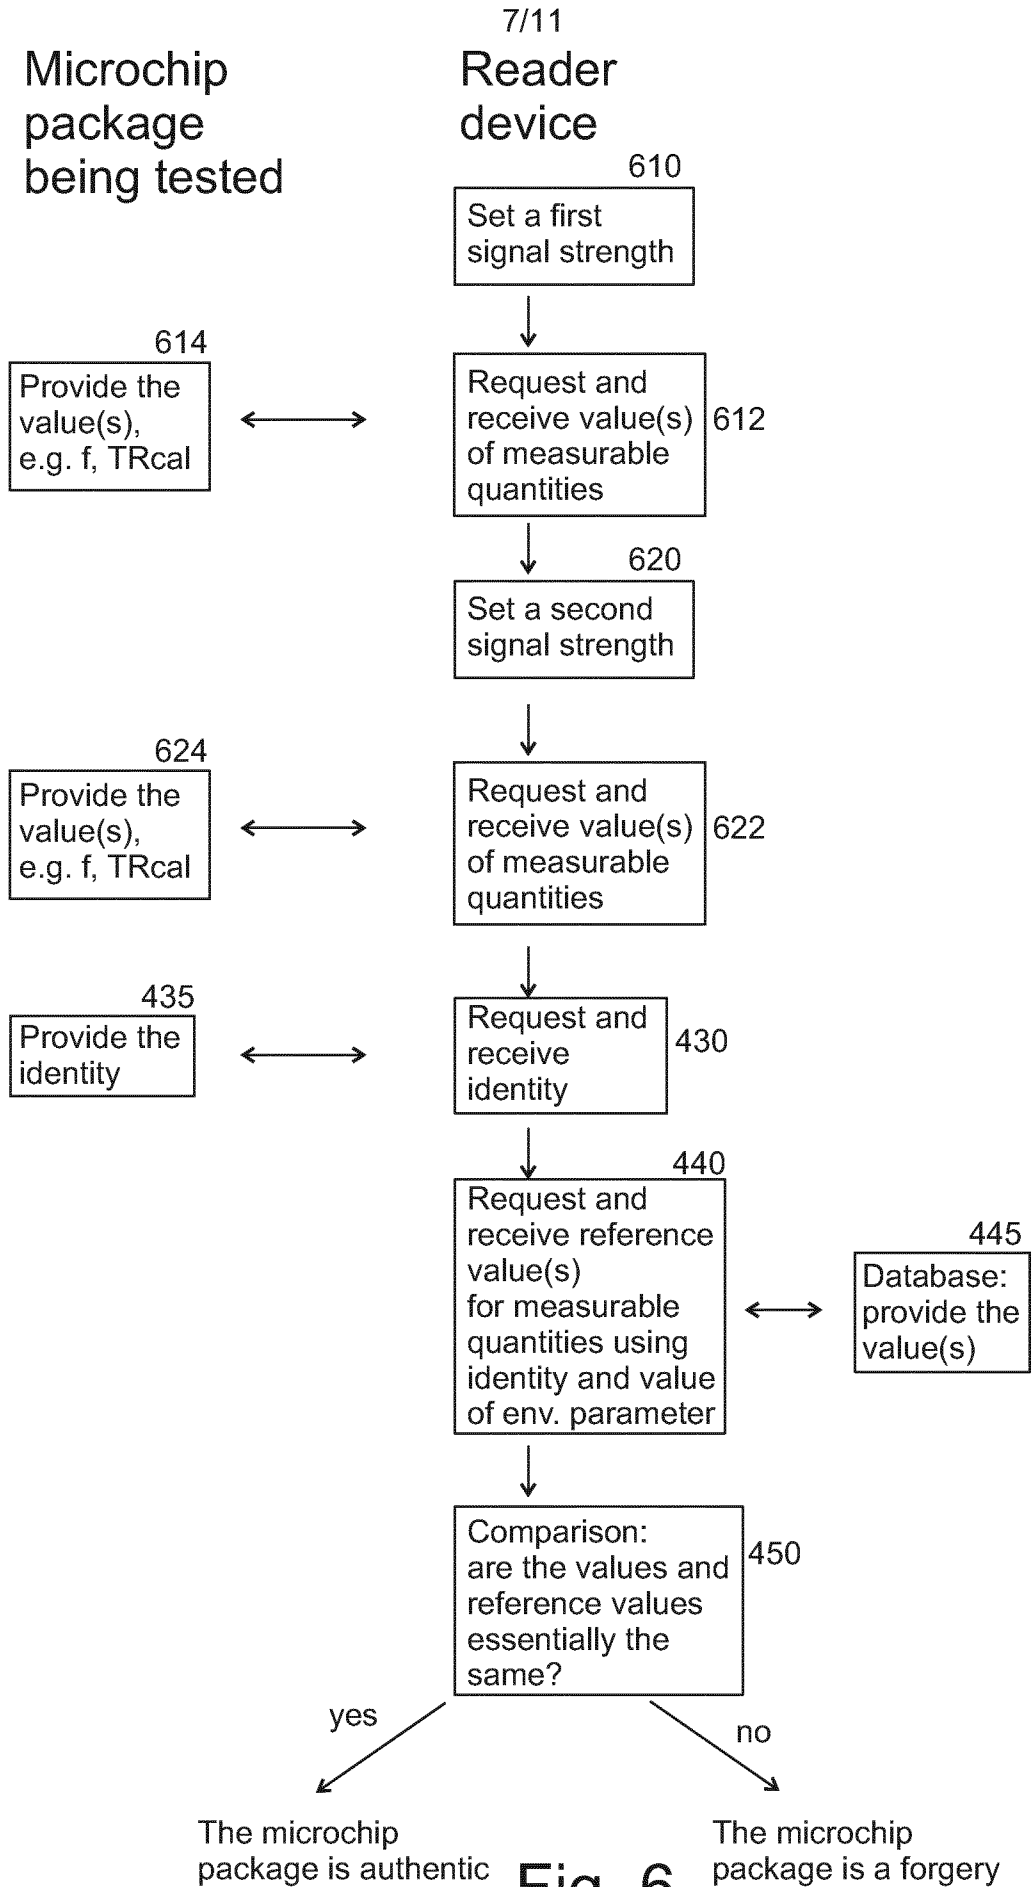 7/11
Microchip
package
being tested
Reader
device
610
Set a first
signal strength
614
Provide the
value(s),
e.g. f, TRcal
Request and
receive value(s)
of measurable
quantities
612
620
Set a second
signal strength
624
Provide the
value(s),
e.g. f, TRcal
Request and
receive value(s)
of measurable
quantities
622
435
Provide the
identity
Request and
receive
identity
430
440
Request and
receive reference
value(s)
for measurable
quantities using
identity and value
of env. parameter
445
Database:
provide the
value(s)
Comparison:
are the values and
reference values
essentially the
same?
450
yes
no
The microchip
package is authentic
Fig. 6
The microchip
package is a forgery